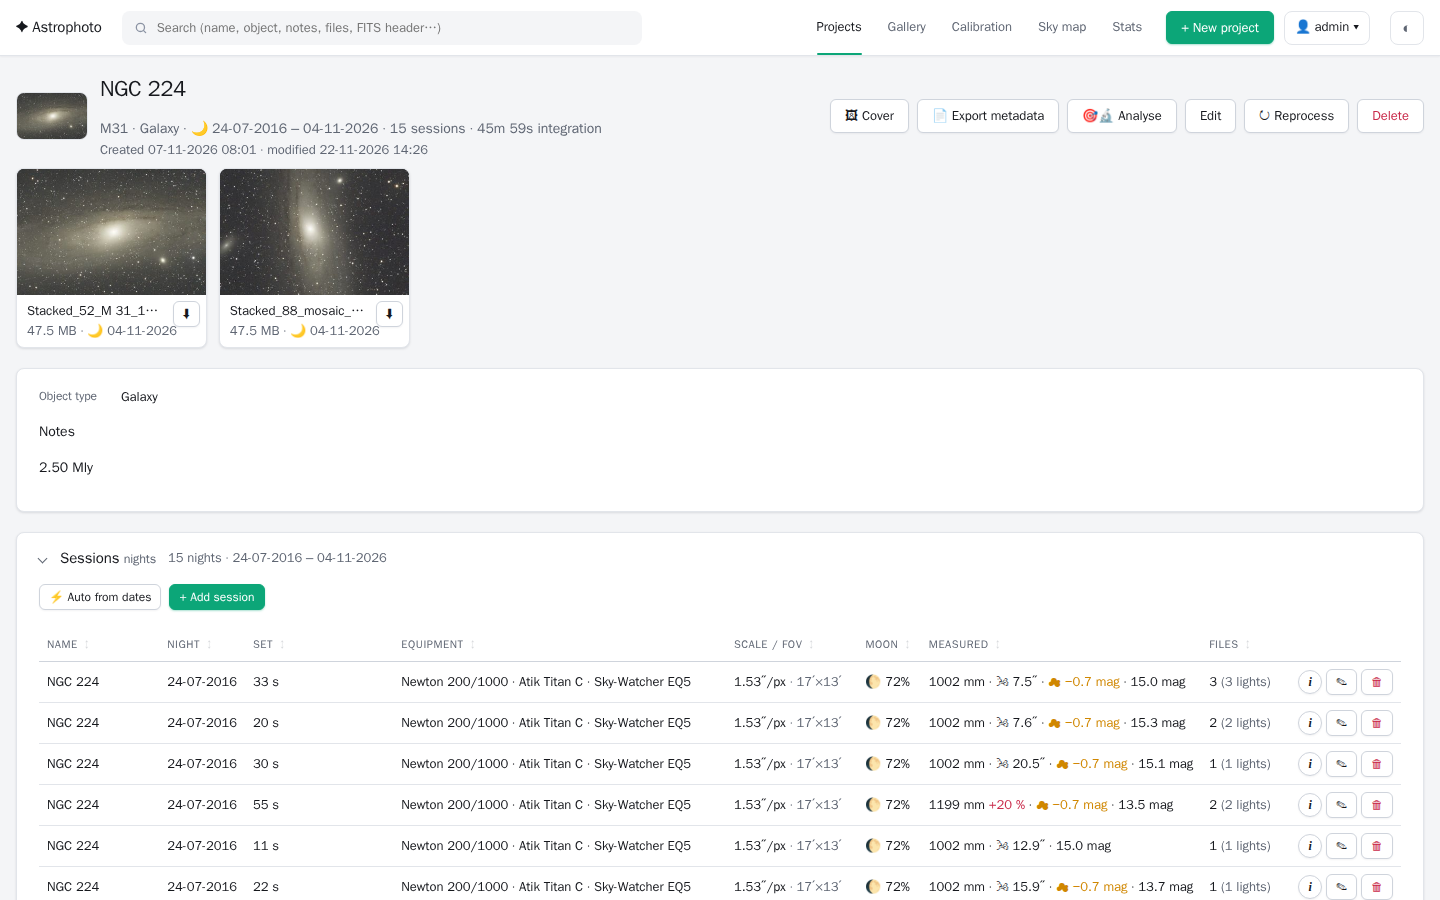 Astrophoto
Search (name, object, notes, files, FITS header…)
Projects
Gallery
Calibration
Sky map
Stats
+ New project
admin
NGC 224
M31 · Galaxy · 24-07-2016 – 04-11-2026 · 15 sessions · 45m 59s integration
Created 07-11-2026 08:01 · modified 22-11-2026 14:26
Cover
Export metadata
Analyse
Edit
Reprocess
Delete
Stacked_52_M 31_1…
47.5 MB · 04-11-2026
Stacked_88_mosaic_…
47.5 MB · 04-11-2026
Object type Galaxy
Notes
2.50 Mly
Sessions nights 15 nights · 24-07-2016 – 04-11-2026
Auto from dates
+ Add session
NAME NIGHT SET EQUIPMENT SCALE / FOV MOON MEASURED FILES
NGC 224 24-07-2016 33 s Newton 200/1000 · Atik Titan C · Sky-Watcher EQ5 1.53″/px · 17′×13′ 72% 1002 mm · 7.5″ · −0.7 mag · 15.0 mag 3 (3 lights) i
NGC 224 24-07-2016 20 s Newton 200/1000 · Atik Titan C · Sky-Watcher EQ5 1.53″/px · 17′×13′ 72% 1002 mm · 7.6″ · −0.7 mag · 15.3 mag 2 (2 lights) i
NGC 224 24-07-2016 30 s Newton 200/1000 · Atik Titan C · Sky-Watcher EQ5 1.53″/px · 17′×13′ 72% 1002 mm · 20.5″ · −0.7 mag · 15.1 mag 1 (1 lights) i
NGC 224 24-07-2016 55 s Newton 200/1000 · Atik Titan C · Sky-Watcher EQ5 1.53″/px · 17′×13′ 72% 1199 mm +20 % · −0.7 mag · 13.5 mag 2 (2 lights) i
NGC 224 24-07-2016 11 s Newton 200/1000 · Atik Titan C · Sky-Watcher EQ5 1.53″/px · 17′×13′ 72% 1002 mm · 12.9″ · 15.0 mag 1 (1 lights) i
NGC 224 24-07-2016 22 s Newton 200/1000 · Atik Titan C · Sky-Watcher EQ5 1.53″/px · 17′×13′ 72% 1002 mm · 15.9″ · −0.7 mag · 13.7 mag 1 (1 lights) i